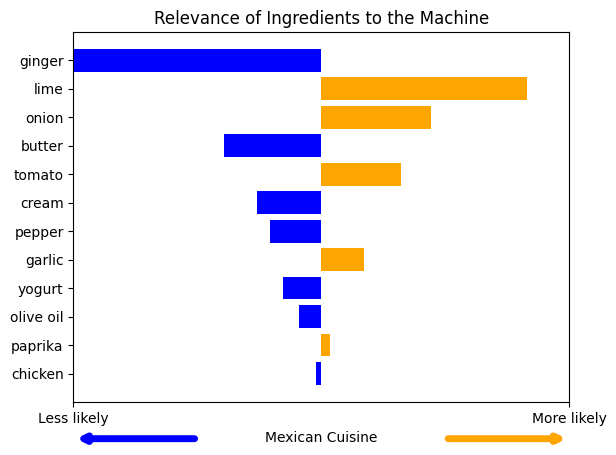 Relevance of Ingredients to the Machine
ginger
lime
onion
butter
tomato
cream
pepper
garlic
yogurt
olive oil
paprika
chicken
Less likely
More likely
Mexican Cuisine